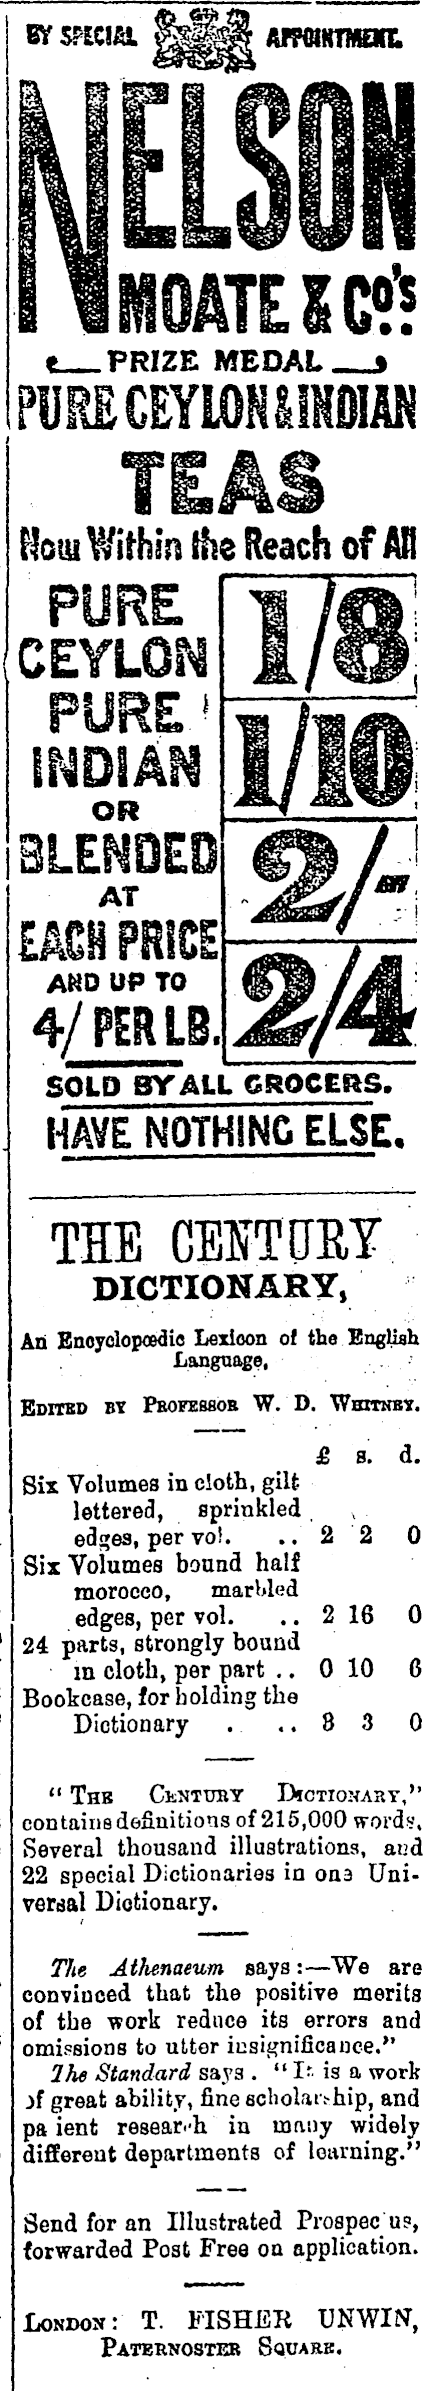 BY SPECIAL APPOINTMENT.
NELSON
MOATE & CO'S
PRIZE MEDAL
PURE CEYLON & INDIAN
TEAS
Now Within the Reach of All
PURE
CEYLON
PURE
INDIAN
OR
BLENDED
AT
EACH PRICE
AND UP TO
4/ PER LB.
1/8
1/10
2/-
2/4
SOLD BY ALL GROCERS.
HAVE NOTHING ELSE.
THE CENTURY
DICTIONARY,
An Encyclopœdic Lexicon of the English
Language,
EDITED BY PROFESSOR W. D. WHITNEY.
£ s. d.
Six Volumes in cloth, gilt
lettered, sprinkled
edges, per vol. .. 2 2 0
Six Volumes bound half
morocco, marbled
edges, per vol. .. 2 16 0
24 parts, strongly bound
in cloth, per part .. 0 10 6
Bookcase, for holding the
Dictionary . .. 3 3 0
"THE CENTURY DICTIONARY,"
contains definitions of 215,000 words.
Several thousand illustrations, and
22 special Dictionaries in one Uni-
versal Dictionary.
The Athenaeum says:—We are
convinced that the positive merits
of the work reduce its errors and
omissions to utter insignificance."
The Standard says. "It is a work
of great ability, fine scholarship, and
pa ient research in many widely
different departments of learning."
Send for an Illustrated Prospec us,
forwarded Post Free on application.
LONDON: T. FISHER UNWIN,
PATERNOSTER SQUARE.